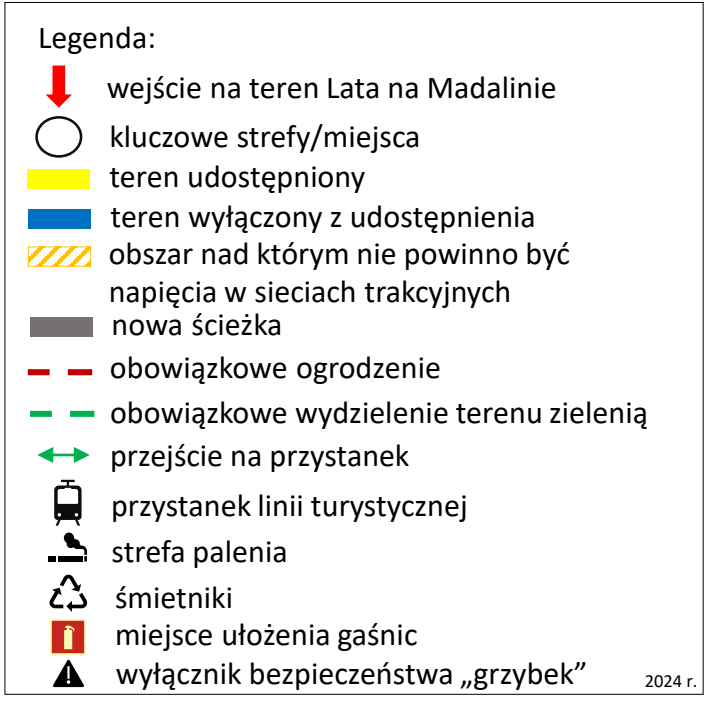 Legenda:
wejście na teren Lata na Madalinie
kluczowe strefy/miejsca
teren udostępniony
teren wyłączony z udostępnienia
obszar nad którym nie powinno być
napięcia w sieciach trakcyjnych
nowa ścieżka
obowiązkowe ogrodzenie
obowiązkowe wydzielenie terenu zielenią
przejście na przystanek
przystanek linii turystycznej
strefa palenia
śmietniki
miejsce ułożenia gaśnic
wyłącznik bezpieczeństwa „grzybek”
2024 r.